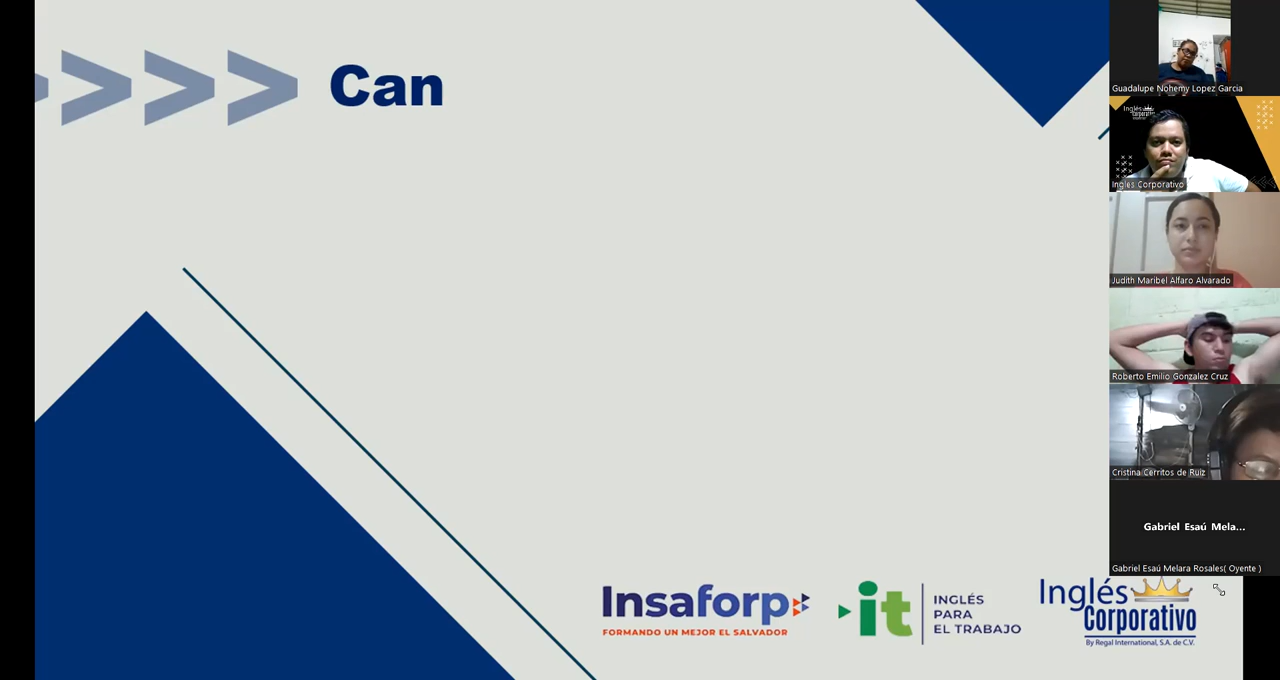 Can
Insaforp
FORMANDO UN MEJOR EL SALVADOR
it
INGLÉS
PARA
EL TRABAJO
Inglés
Corporativo
By Regal International, S.A. de C.V.
Guadalupe Nohemy Lopez Garcia
Inglés
Corporativo
Ingles Corporativo
Judith Maribel Alfaro Alvarado
Roberto Emilio Gonzalez Cruz
Cristina Cerritos de Ruiz
Gabriel Esaú Mela...
Gabriel Esaú Melara Rosales( Oyente )